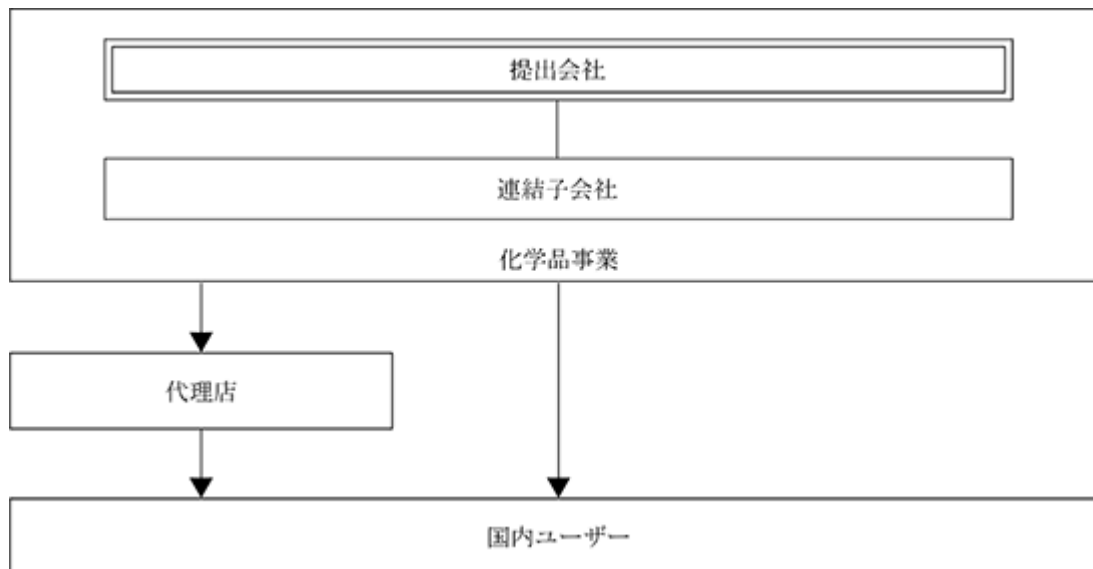 提出会社
連結子会社
化学品事業
代理店
国内ユーザー